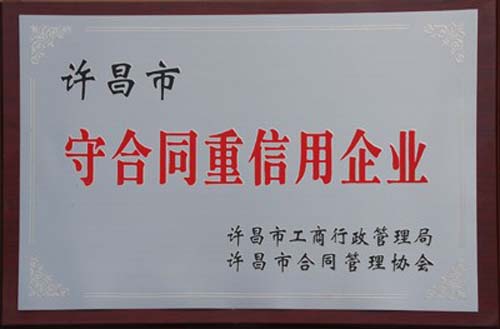 许昌市
守合同重信用企业
许昌市工商行政管理局
许昌市合同管理协会